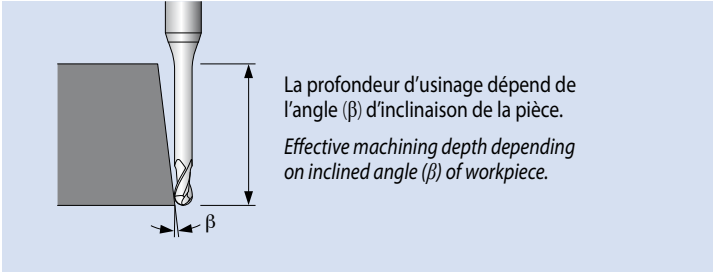 La profondeur d’usinage dépend de
l’angle (β) d’inclinaison de la pièce.
Effective machining depth depending
on inclined angle (β) of workpiece.
β